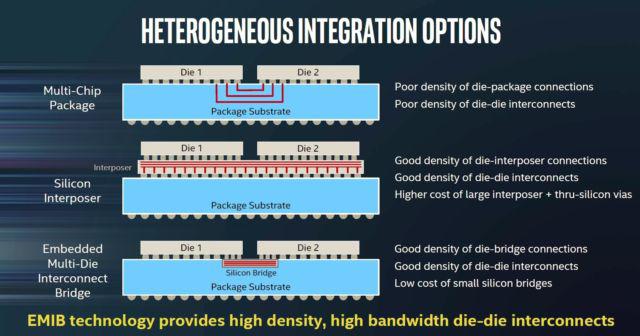 HETEROGENEOUS INTEGRATION OPTIONS
Multi-Chip
Package
Die 1
Die 2
Package Substrate
Poor density of die-package connections
Poor density of die-die interconnects
Silicon
Interposer
Interposer
Die 1
Die 2
Package Substrate
Good density of die-interposer connections
Good density of die-die interconnects
Higher cost of large interposer + thru-silicon vias
Embedded
Multi-Die
Interconnect
Bridge
Die 1
Die 2
Silicon Bridge
Package Substrate
Good density of die-bridge connections
Good density of die-die interconnects
Low cost of small silicon bridges
EMIB technology provides high density, high bandwidth die-die interconnects